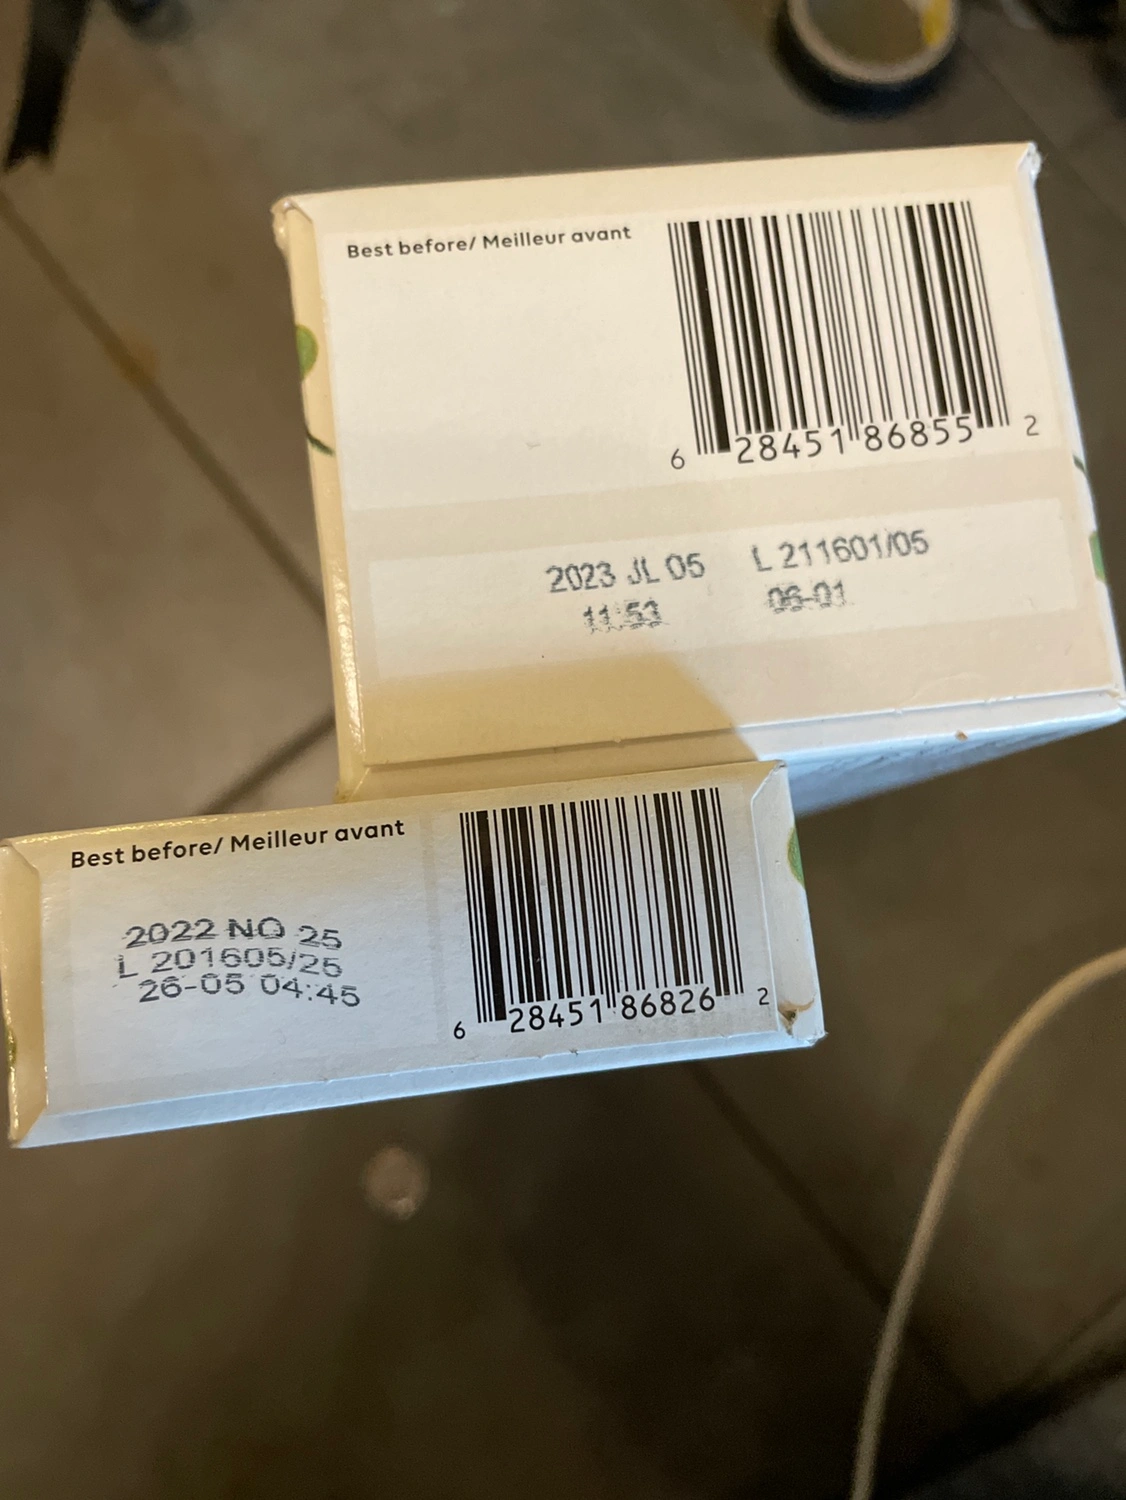 Best before/ Meilleur avant
6 28451 86855 2
2023 JL 05 L 211601/05
11:53 06-01
Best before/ Meilleur avant
2022 NO 25
L 201605/25
26-05 04:45
6 28451 86826 2